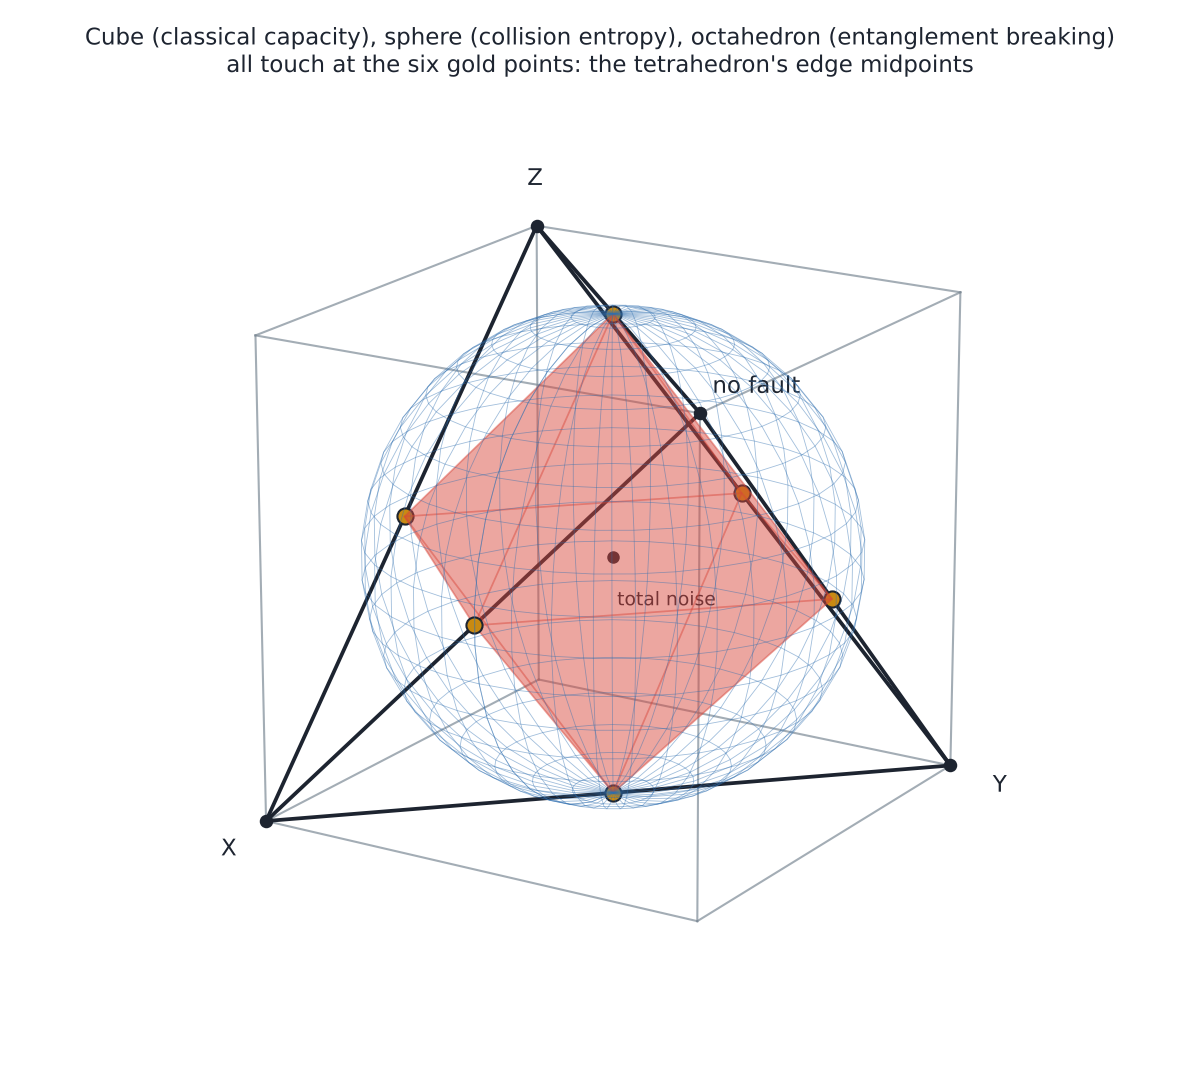 Cube (classical capacity), sphere (collision entropy), octahedron (entanglement breaking)
all touch at the six gold points: the tetrahedron's edge midpoints
Z
no fault
total noise
Y
X